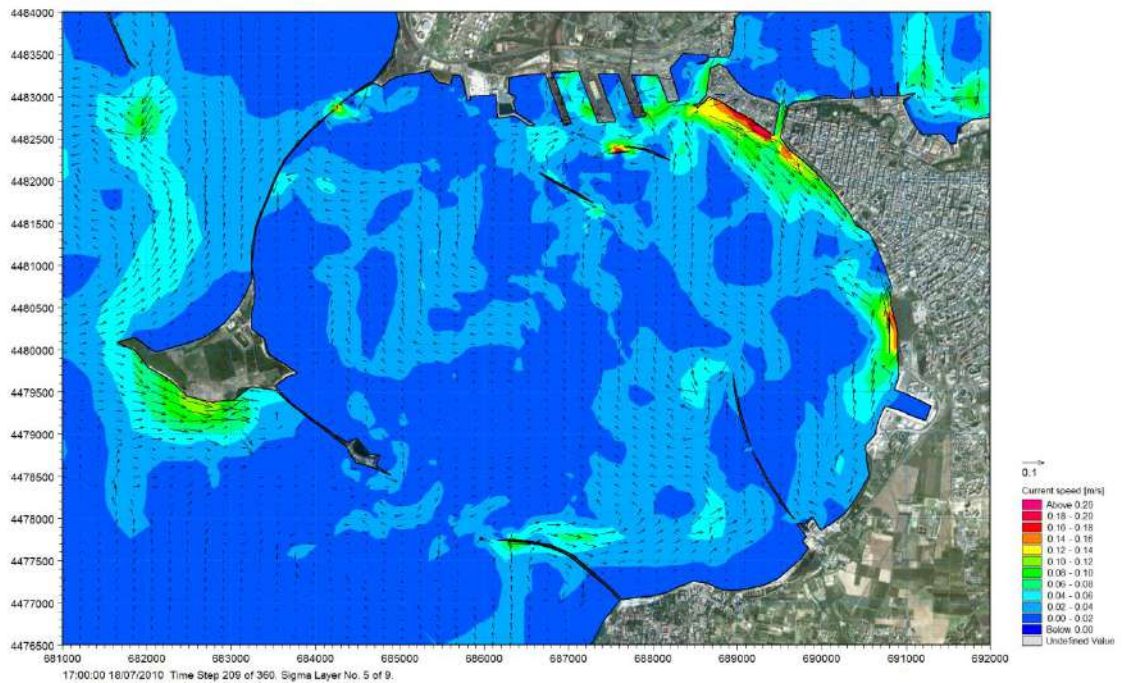 4484000
4483500
4483000
4482500
4482000
4481500
4481000
4480500
4480000
4479500
4479000
4478500
4478000
4477500
4477000
4476500
681000 682000 683000 684000 685000 686000 687000 688000 689000 690000 691000 692000
17:00:00 18/07/2010 Time Step 209 of 360. Sigma Layer No. 5 of 9.
0.1
Current speed [m/s]
Above 0.20
0.18 - 0.20
0.16 - 0.18
0.14 - 0.16
0.12 - 0.14
0.10 - 0.12
0.08 - 0.10
0.06 - 0.08
0.04 - 0.06
0.02 - 0.04
0.00 - 0.02
Below 0.00
Undefined Value